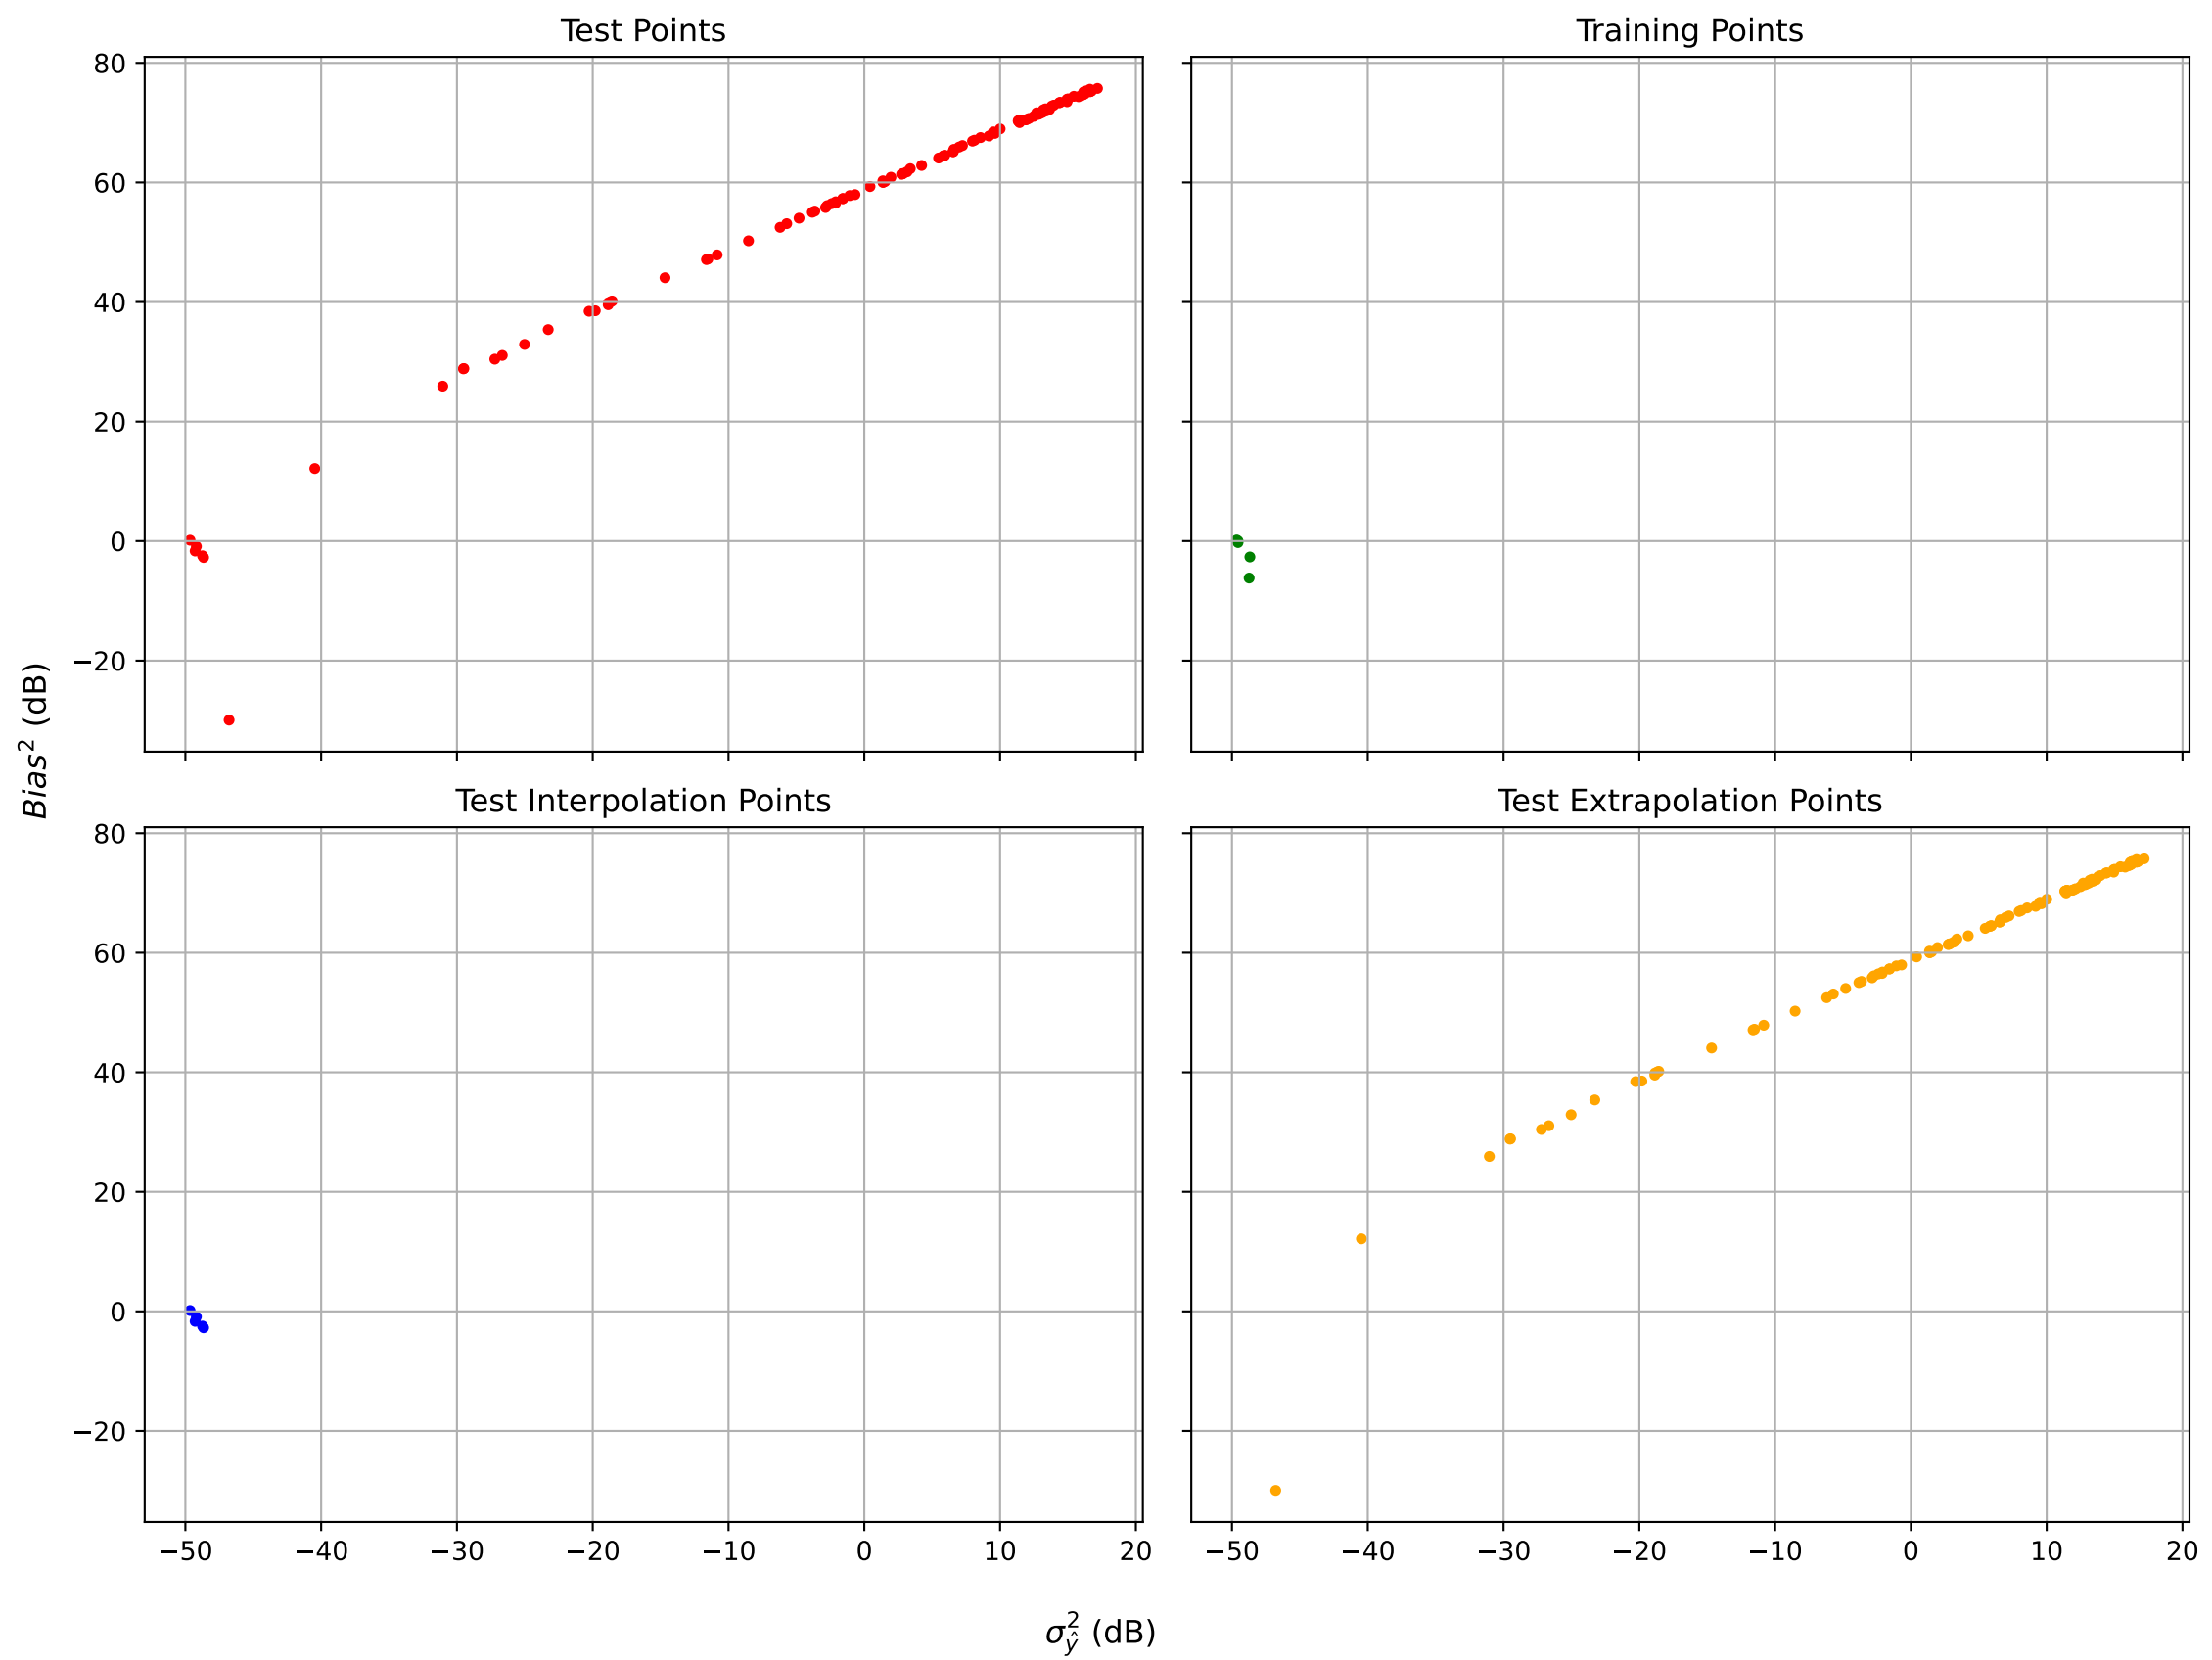 Test Points
Training Points
80
60
40
20
0
−20
Test Interpolation Points
Test Extrapolation Points
80
60
40
20
0
−20
−50 −40 −30 −20 −10 0 10 20
−50 −40 −30 −20 −10 0 10 20
Bias² (dB)
σ²_ŷ (dB)